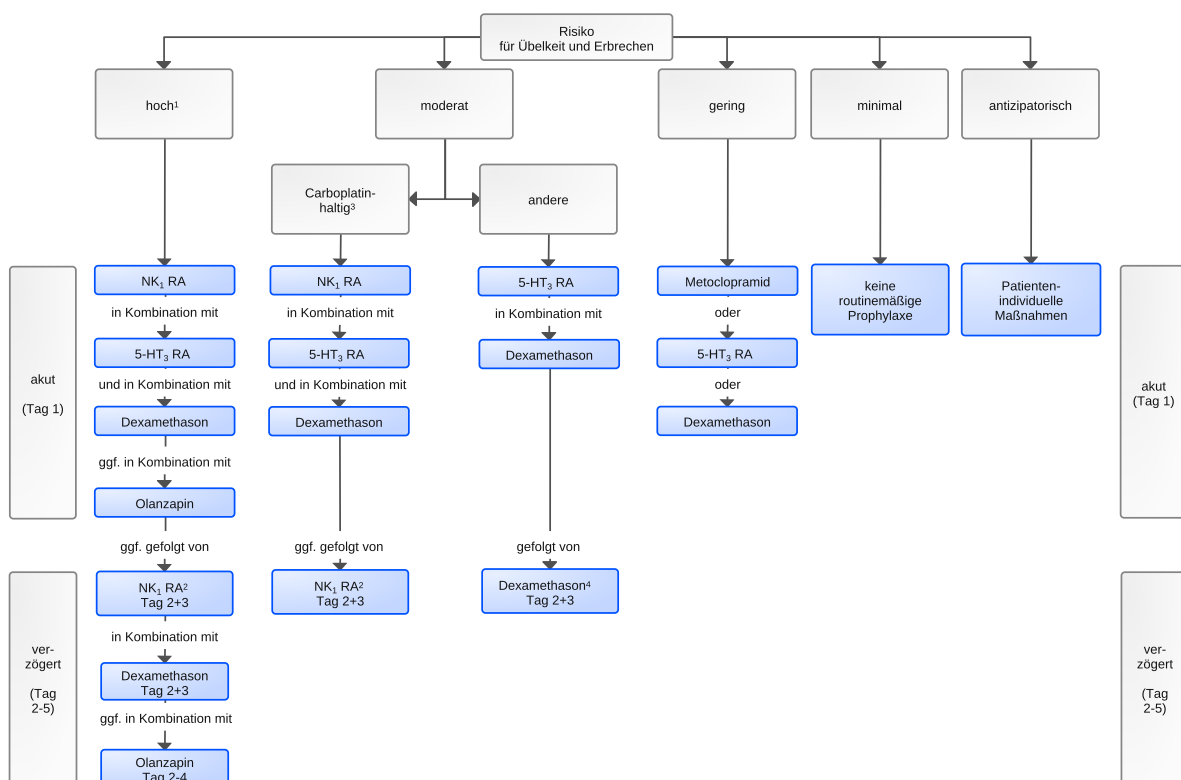 Risiko
für Übelkeit und Erbrechen
hoch¹
moderat
gering
minimal
antizipatorisch
Carboplatin-
haltig³
andere
akut
(Tag 1)
NK₁ RA
in Kombination mit
5-HT₃ RA
und in Kombination mit
Dexamethason
ggf. in Kombination mit
Olanzapin
ggf. gefolgt von
NK₁ RA
in Kombination mit
5-HT₃ RA
und in Kombination mit
Dexamethason
ggf. gefolgt von
5-HT₃ RA
in Kombination mit
Dexamethason
gefolgt von
Metoclopramid
oder
5-HT₃ RA
oder
Dexamethason
keine
routinemäßige
Prophylaxe
Patienten-
individuelle
Maßnahmen
akut
(Tag 1)
ver-
zögert
(Tag
2-5)
NK₁ RA²
Tag 2+3
in Kombination mit
Dexamethason
Tag 2+3
ggf. in Kombination mit
Olanzapin
Tag 2-4
NK₁ RA²
Tag 2+3
Dexamethason⁴
Tag 2+3
ver-
zögert
(Tag
2-5)